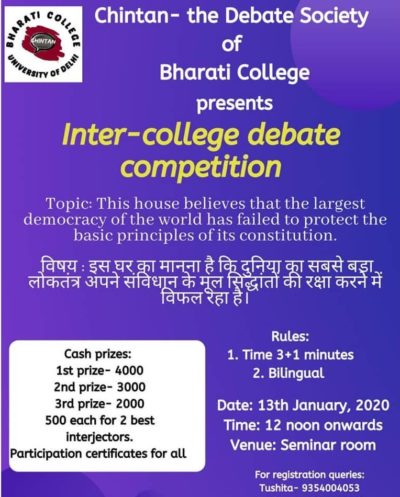 BHARATI COLLEGE
CHINTAN
UNIVERSITY OF DELHI
Chintan- the Debate Society
of
Bharati College
presents
Inter-college debate
competition
Topic: This house believes that the largest
democracy of the world has failed to protect the
basic principles of its constitution.
विषय : इस घर का मानना है कि दुनिया का सबसे बड़ा
लोकतंत्र अपने संविधान के मूल सिद्धांतों की रक्षा करने में
विफल रहा है।
Cash prizes:
1st prize- 4000
2nd prize- 3000
3rd prize- 2000
500 each for 2 best
interjectors.
Participation certificates for all
Rules:
1. Time 3+1 minutes
2. Bilingual
Date: 13th January, 2020
Time: 12 noon onwards
Venue: Seminar room
For registration queries:
Tushita- 9354004053